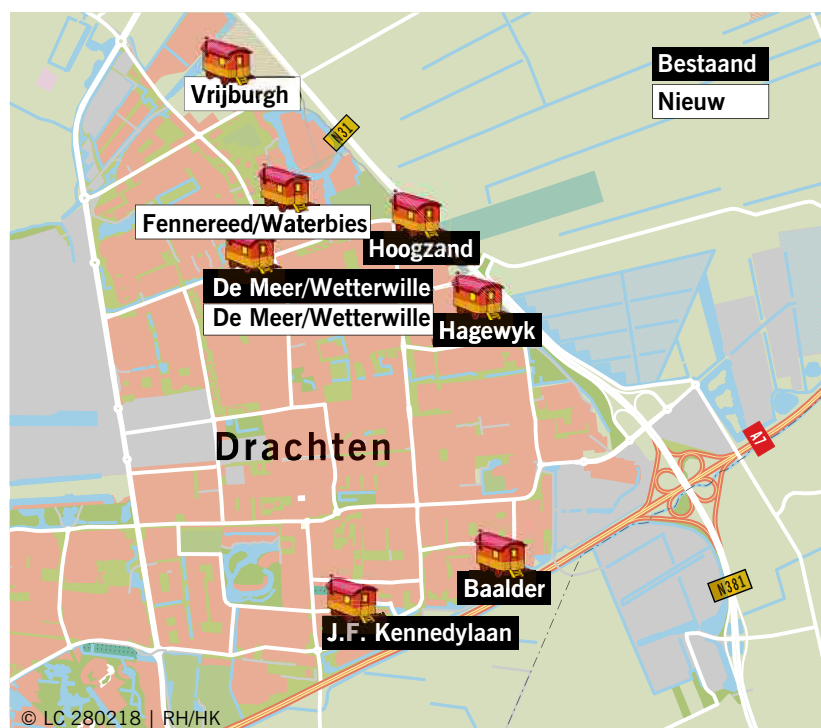 Bestaand
Nieuw
Vrijburgh
N31
Fennereed/Waterbies
Hoogzand
De Meer/Wetterwille
De Meer/Wetterwille
Hagewyk
Drachten
A7
Baalder
N381
J.F. Kennedylaan
© LC 280218 | RH/HK